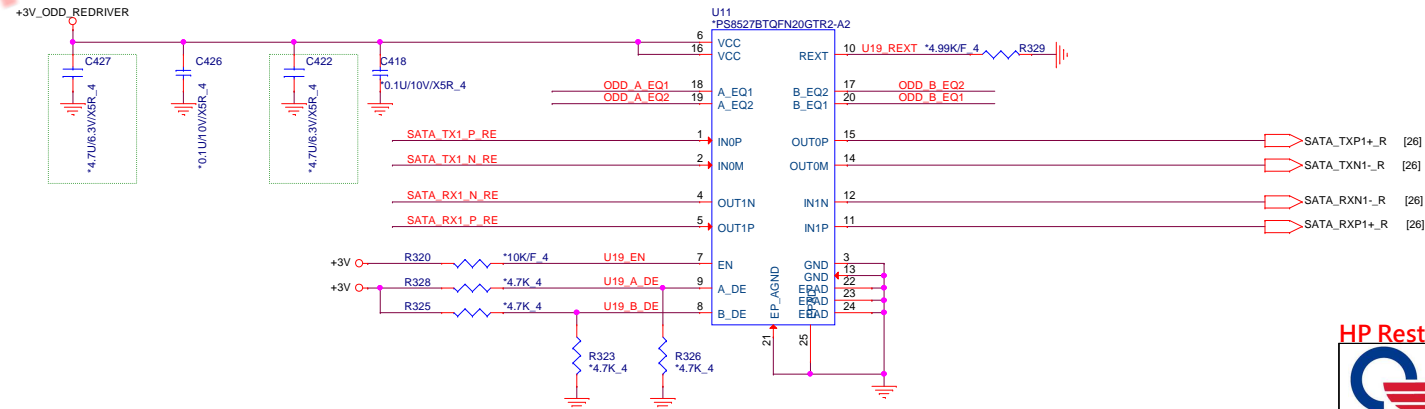 +3V_ODD_REDRIVER
U11
*PS8527BTQFN20GTR2-A2
C427
*4.7U/6.3V/X5R_4
C426
*0.1U/10V/X5R_4
C422
*4.7U/6.3V/X5R_4
C418
*0.1U/10V/X5R_4
6 VCC
16 VCC
REXT 10 U19_REXT *4.99K/F_4 R329
ODD_A_EQ1 18 A_EQ1
ODD_A_EQ2 19 A_EQ2
B_EQ2 17 ODD_B_EQ2
B_EQ1 20 ODD_B_EQ1
SATA_TX1_P_RE 1 IN0P
OUT0P 15 SATA_TXP1+_R [26]
SATA_TX1_N_RE 2 IN0M
OUT0M 14 SATA_TXN1-_R [26]
SATA_RX1_N_RE 4 OUT1N
IN1N 12 SATA_RXN1-_R [26]
SATA_RX1_P_RE 5 OUT1P
IN1P 11 SATA_RXP1+_R [26]
+3V R320 *10K/F_4 U19_EN 7 EN
+3V R328 *4.7K_4 U19_A_DE 9 A_DE
R325 *4.7K_4 U19_B_DE 8 B_DE
GND 3
GND 13
EPAD 22
EPAD 23
EPAD 24
EP_AGND
21
25
R323
*4.7K_4
R326
*4.7K_4
HP Rest